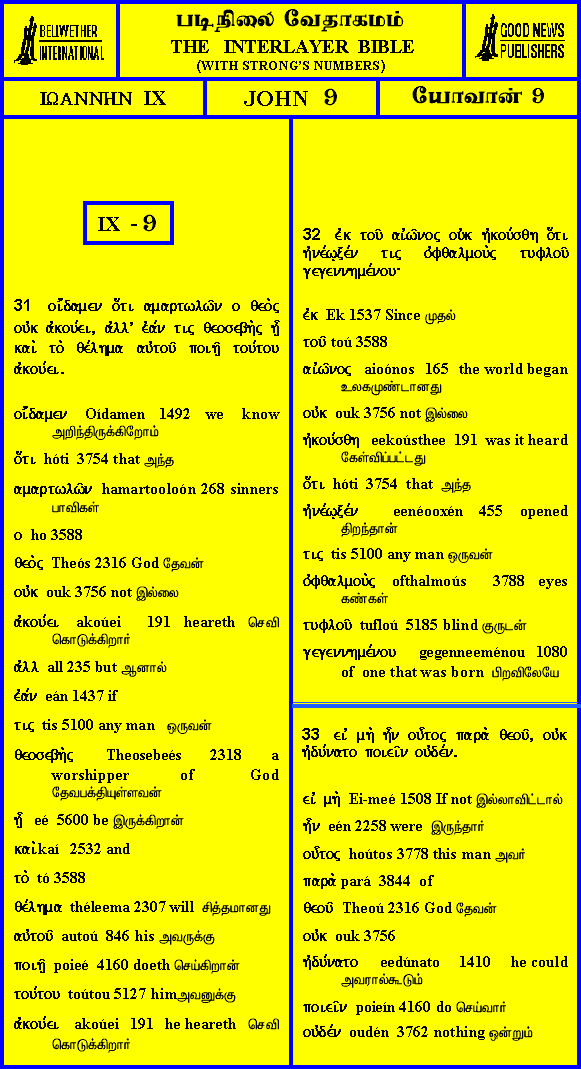 BELLWETHER
INTERNATIONAL
படிநிலை வேதாகமம்
THE INTERLAYER BIBLE
(WITH STRONG'S NUMBERS)
GOOD NEWS
PUBLISHERS
ΙΩΑΝΝΗΝ IX
JOHN 9
யோவான் 9
IX - 9
31 οἴδαμεν ὅτι αμαρτωλῶν ο θεὸς
οὐκ ἀκούει, ἀλλ’ ἐάν τις θεοσεβὴς ᾖ
καὶ τὸ θέλημα αὐτοῦ ποιῇ τούτου
ἀκούει.
οἴδαμεν Oídamen 1492 we know
அறிந்திருக்கிறோம்
ὅτι hóti 3754 that அந்த
αμαρτωλῶν hamartooloón 268 sinners
பாவிகள்
ο ho 3588
θεὸς Theós 2316 God தேவன்
οὐκ ouk 3756 not இல்லை
ἀκούει akoúei 191 heareth செவி
கொடுக்கிறார்
ἀλλ all 235 but ஆனால்
ἐάν eán 1437 if
τις tis 5100 any man ஒருவன்
θεοσεβὴς Theosebeés 2318 a
worshipper of God
தேவபக்தியுள்ளவன்
ᾖ eé 5600 be இருக்கிறான்
καὶ kaí 2532 and
τὸ tó 3588
θέλημα théleema 2307 will சித்தமானது
αὐτοῦ autoú 846 his அவருக்கு
ποιῇ poieé 4160 doeth செய்கிறான்
τούτου toútou 5127 himஅவனுக்கு
ἀκούει akoúei 191 he heareth செவி
கொடுக்கிறார்
32 ἐκ τοῦ αἰῶνος οὐκ ἠκούσθη ὅτι
ἠνέῳξέν τις ὀφθαλμοὺς τυφλοῦ
γεγεννημένου·
ἐκ Ek 1537 Since முதல்
τοῦ toú 3588
αἰῶνος aioónos 165 the world began
உலகமுண்டானது
οὐκ ouk 3756 not இல்லை
ἠκούσθη eekoústhee 191 was it heard
கேள்விப்பட்டது
ὅτι hóti 3754 that அந்த
ἠνέῳξέν eenéooxén 455 opened
திறந்தான்
τις tis 5100 any man ஒருவன்
ὀφθαλμοὺς ofthalmoús 3788 eyes
கண்கள்
τυφλοῦ tufloú 5185 blind குருடன்
γεγεννημένου gegenneeménou 1080
of one that was born பிறவிலேயே
33 εἰ μὴ ἦν οὗτος παρὰ θεοῦ, οὐκ
ἠδύνατο ποιεῖν οὐδέν.
εἰ μὴ Ei-meé 1508 If not இல்லாவிட்டால்
ἦν eén 2258 were இருந்தார்
οὗτος hoútos 3778 this man அவர்
παρὰ pará 3844 of
θεοῦ Theoú 2316 God தேவன்
οὐκ ouk 3756
ἠδύνατο eedúnato 1410 he could
அவரால்கூடும்
ποιεῖν poieín 4160 do செய்வார்
οὐδέν oudén 3762 nothing ஒன்றும்